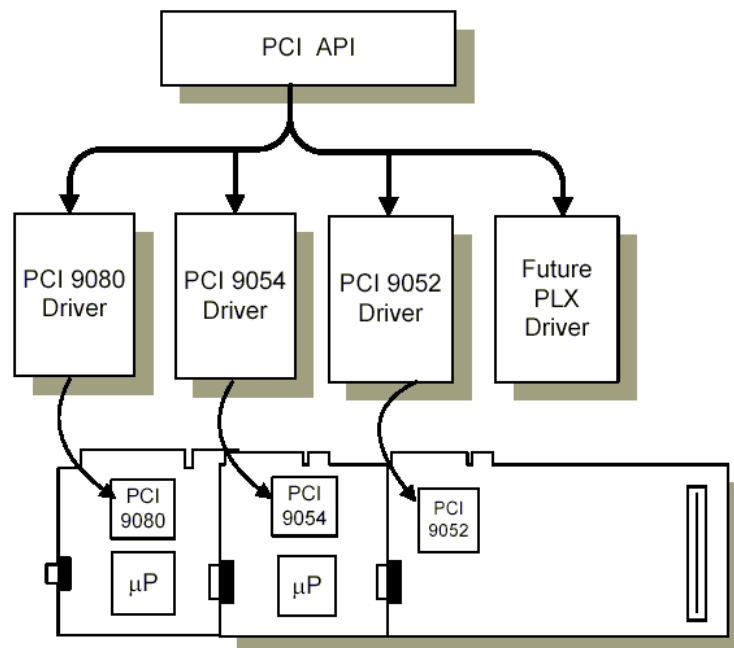 PCI API
PCI 9080
Driver
PCI 9054
Driver
PCI 9052
Driver
Future
PLX
Driver
PCI
9080
PCI
9054
PCI
9052
μP
μP